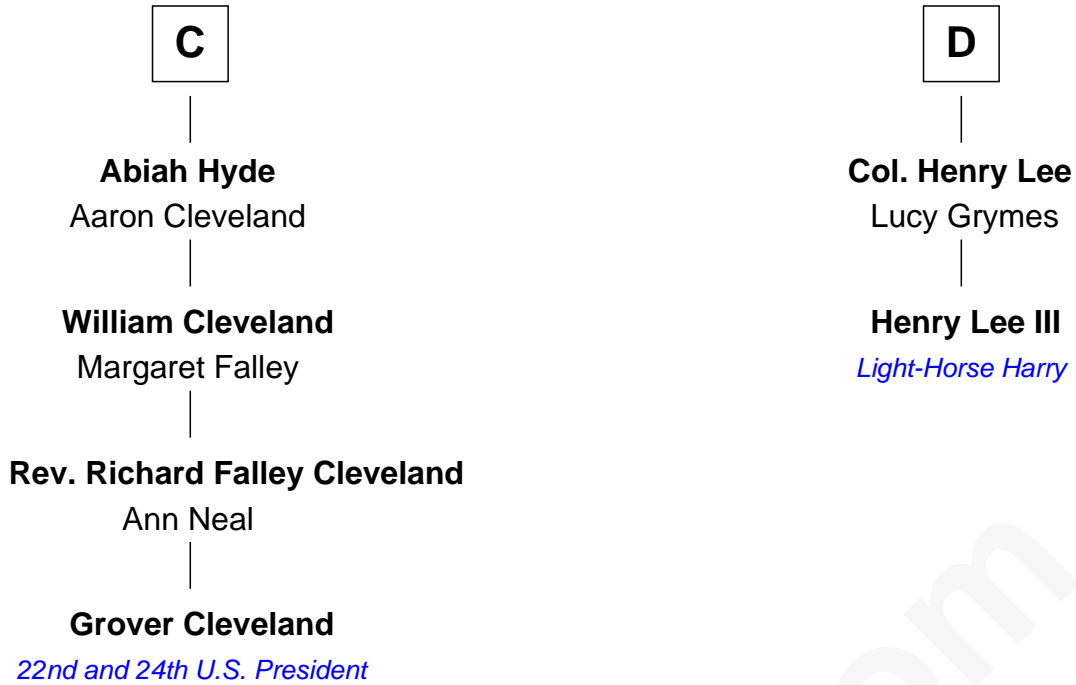 C
Abiah Hyde
Aaron Cleveland
William Cleveland
Margaret Falley
Rev. Richard Falley Cleveland
Ann Neal
Grover Cleveland
22nd and 24th U.S. President
D
Col. Henry Lee
Lucy Grymes
Henry Lee III
Light-Horse Harry
om